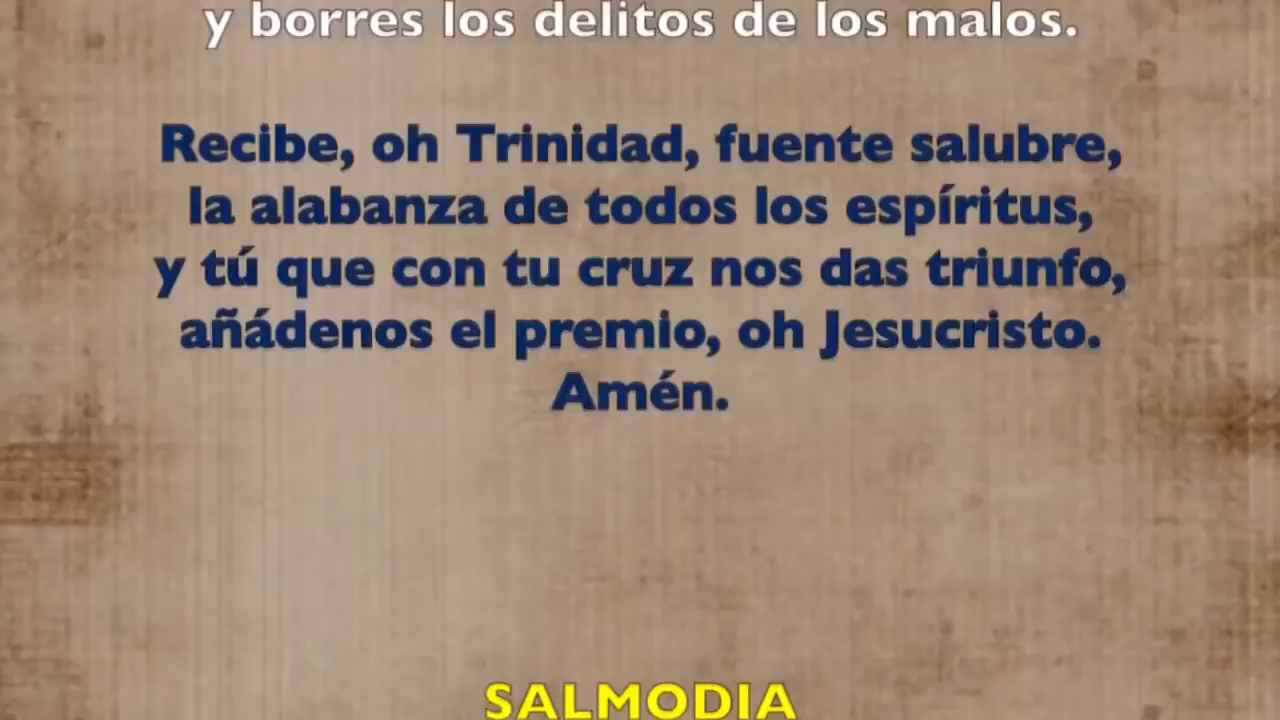 y borres los delitos de los malos.
Recibe, oh Trinidad, fuente salubre,
la alabanza de todos los espíritus,
y tú que con tu cruz nos das triunfo,
añádenos el premio, oh Jesucristo.
Amén.
SALMODIA